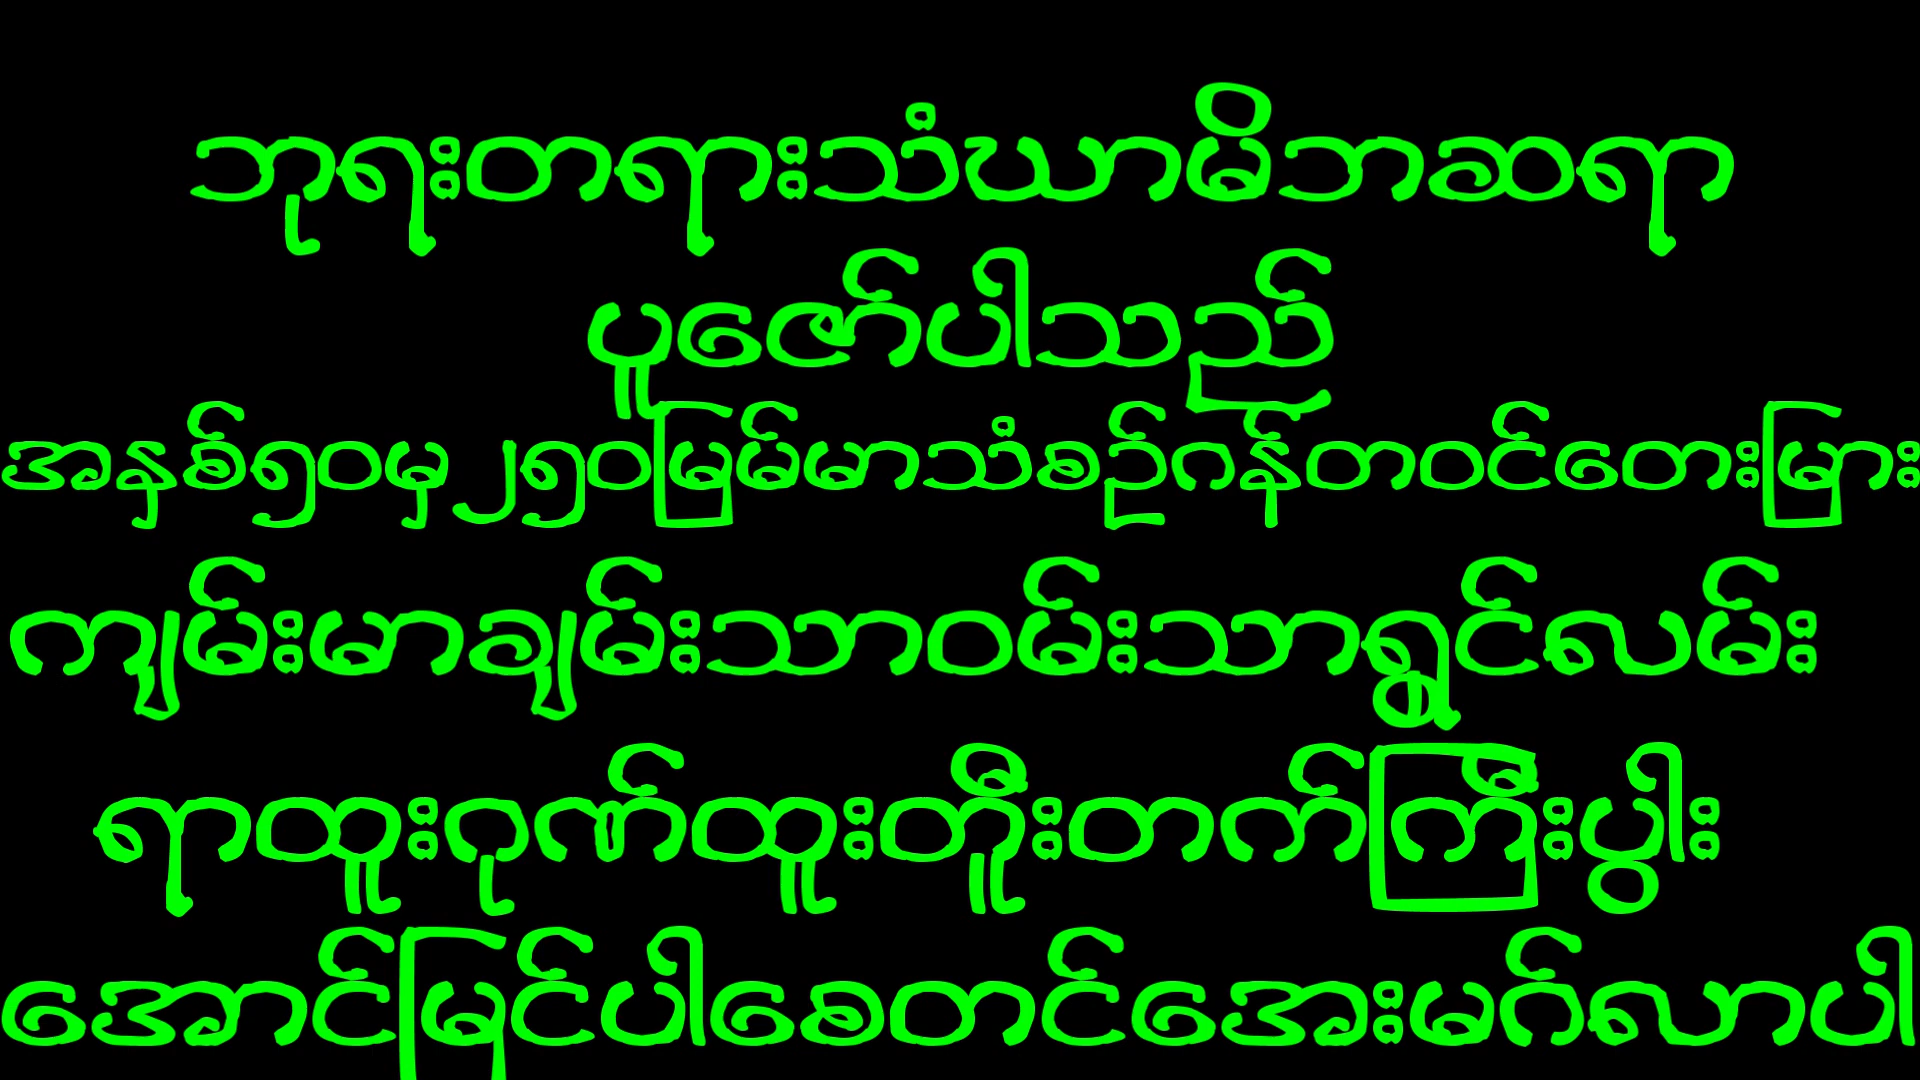 ဘုရးတရားသံဃာမိဘဆရာ
ပူဇော်ပါသည်
အနှစ်၅၀မှ၂၅၀မြမ်မာသံစဉ်ဂန်တဝင်တေးမြား
ကျမ်းမာချမ်းသာဝမ်းသာရွှင်လမ်း
ရာထူးဂုဏ်ထူးတိူးတက်ကြီးပွါး
အောင်မြင်ပါစေတင်အေးမင်္ဂလာပါ